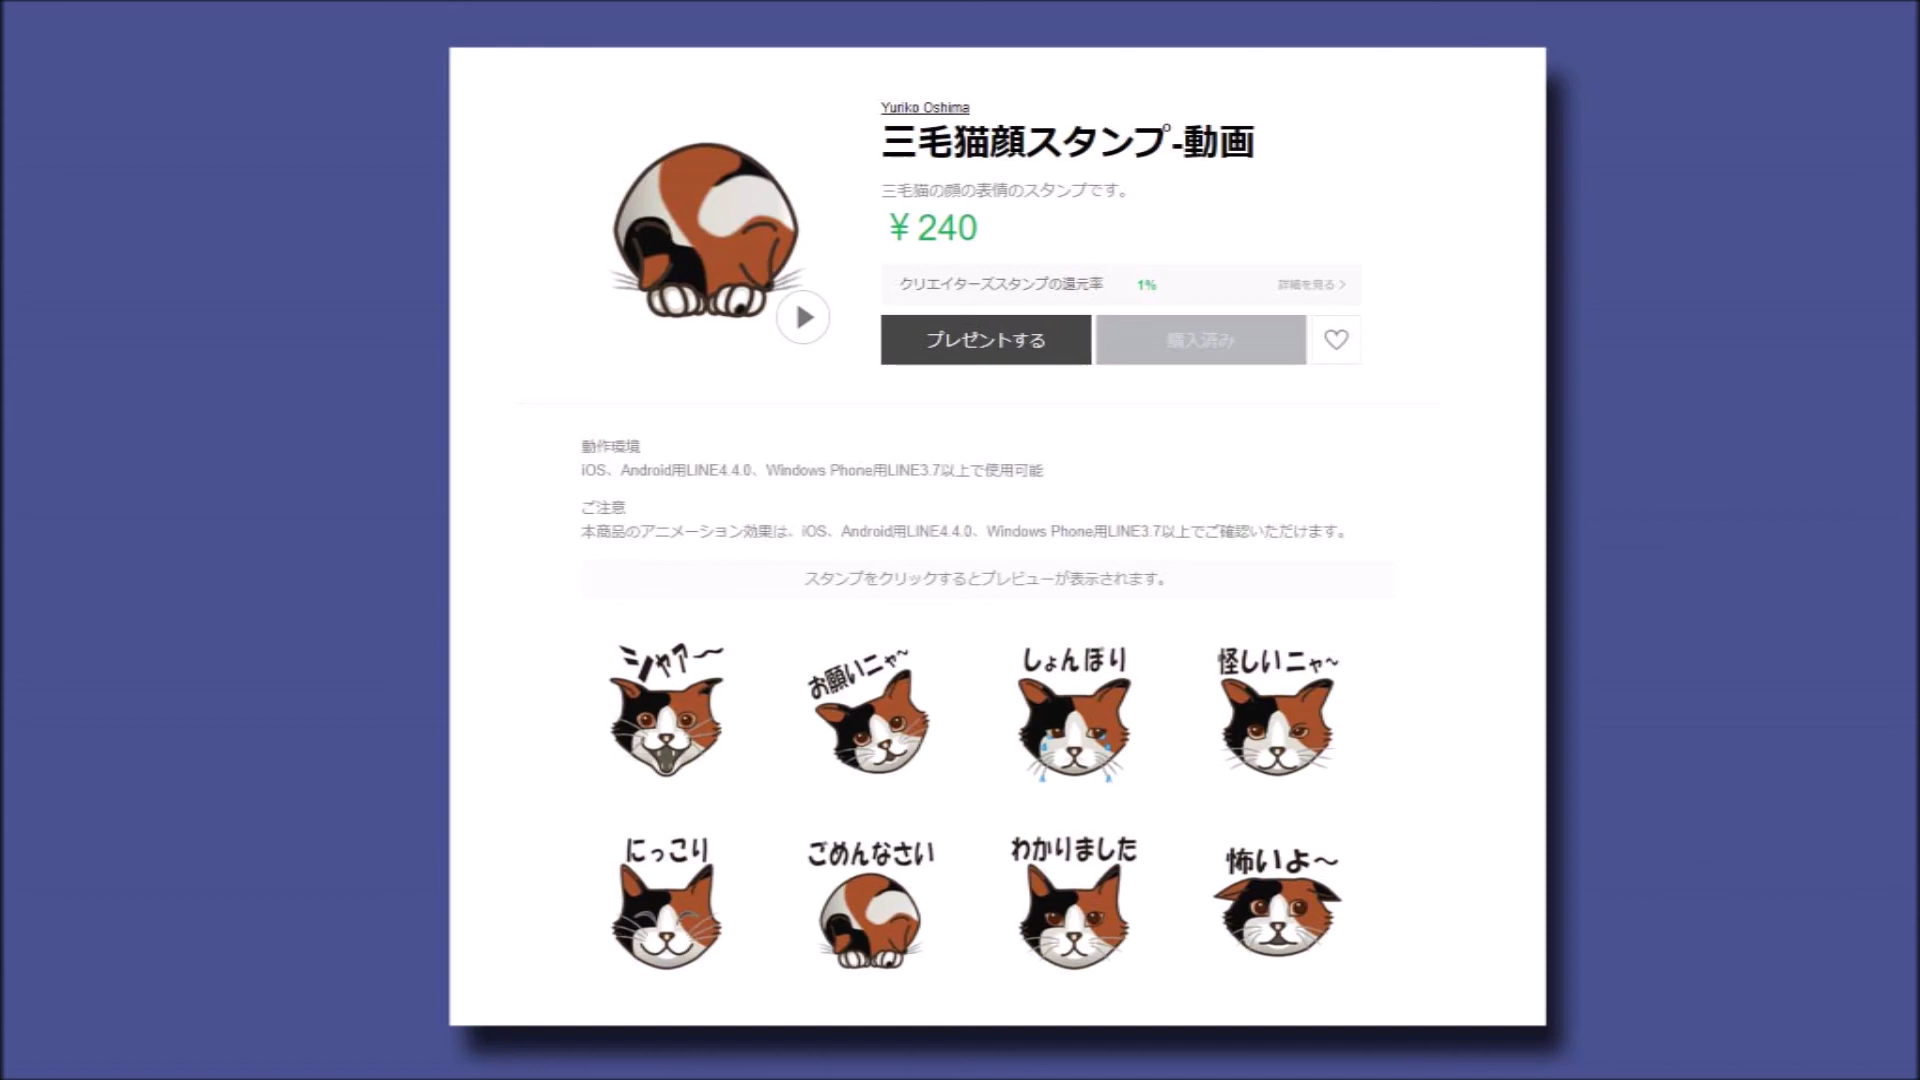 Yuriko Oshima
三毛猫顔スタンプ-動画
三毛猫の顔の表情のスタンプです。
¥240
クリエイターズスタンプの還元率 1% 詳細を見る >
プレゼントする 購入済み
動作環境
iOS、Android用LINE4.4.0、Windows Phone用LINE3.7以上で使用可能
ご注意
本商品のアニメーション効果は、iOS、Android用LINE4.4.0、Windows Phone用LINE3.7以上でご確認いただけます。
スタンプをクリックするとプレビューが表示されます。
シャアー お願いニャ~ しょんぼり 怪しいニャ~
にっこり ごめんなさい わかりました 怖いよ~